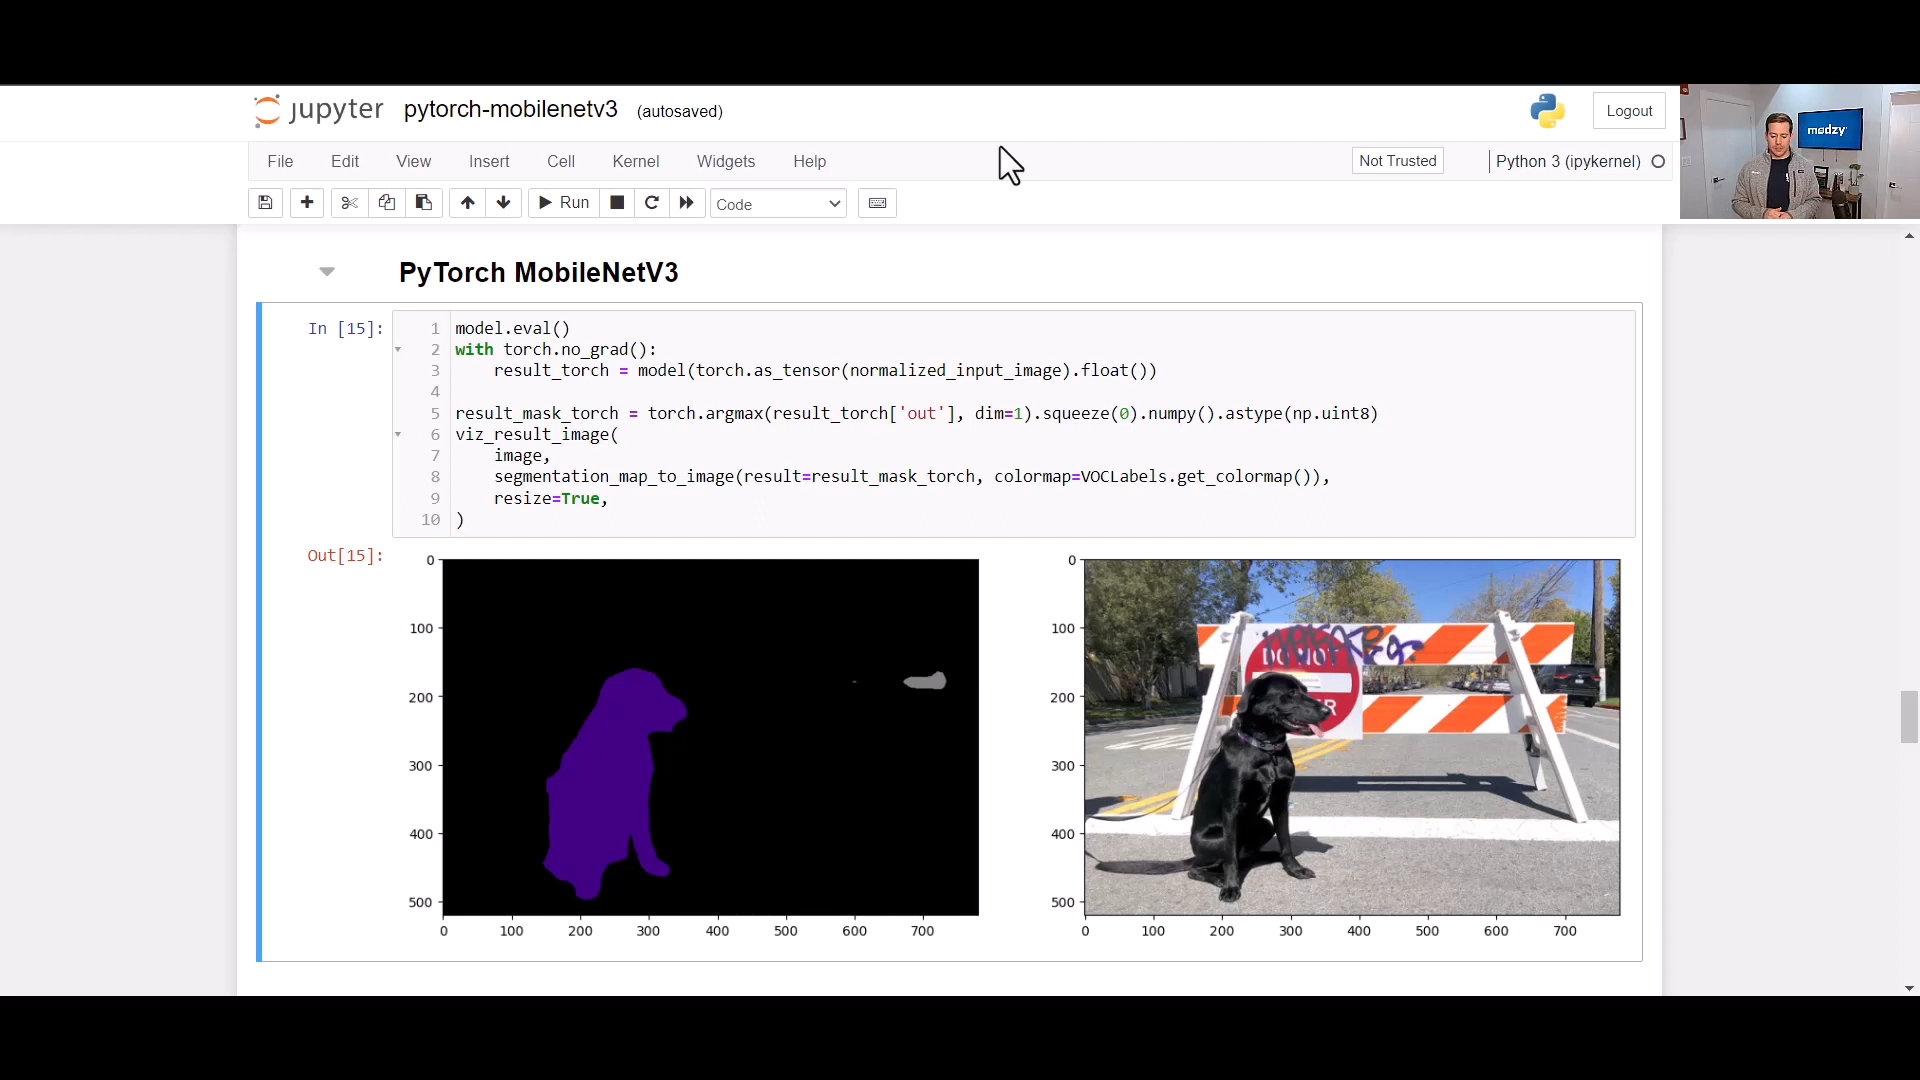 jupyter pytorch-mobilenetv3 (autosaved)
Logout
modzy
File Edit View Insert Cell Kernel Widgets Help
Not Trusted
Python 3 (ipykernel)
Run
Code
PyTorch MobileNetV3
In [15]:
1 model.eval()
2 with torch.no_grad():
3 result_torch = model(torch.as_tensor(normalized_input_image).float())
4
5 result_mask_torch = torch.argmax(result_torch['out'], dim=1).squeeze(0).numpy().astype(np.uint8)
6 viz_result_image(
7 image,
8 segmentation_map_to_image(result=result_mask_torch, colormap=VOCLabels.get_colormap()),
9 resize=True,
10 )
Out[15]:
0
100
200
300
400
500
0 100 200 300 400 500 600 700
0
100
200
300
400
500
0 100 200 300 400 500 600 700
DO NOT